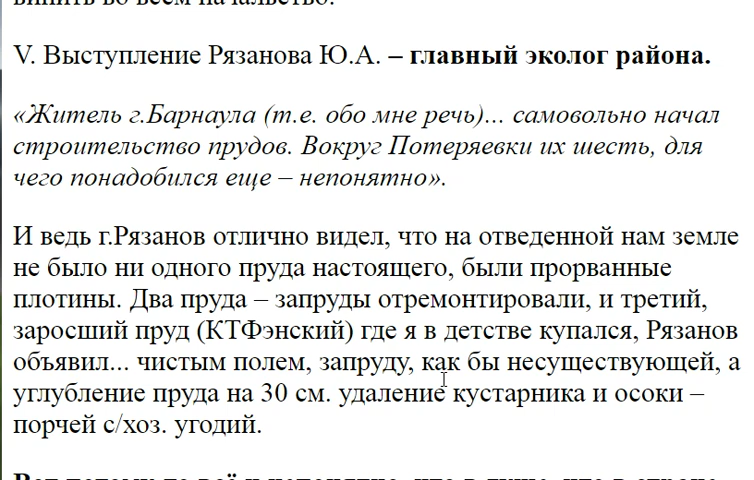 V. Выступление Рязанова Ю.А. – главный эколог района.
«Житель г.Барнаула (т.е. обо мне речь)... самовольно начал
строительство прудов. Вокруг Потеряевки их шесть, для
чего понадобился еще – непонятно».
И ведь г.Рязанов отлично видел, что на отведенной нам земле
не было ни одного пруда настоящего, были прорванные
плотины. Два пруда – запруды отремонтировали, и третий,
заросший пруд (КТФэнский) где я в детстве купался, Рязанов
объявил... чистым полем, запруду, как бы несуществующей, а
углубление пруда на 30 см. удаление кустарника и осоки –
порчей с/хоз. угодий.